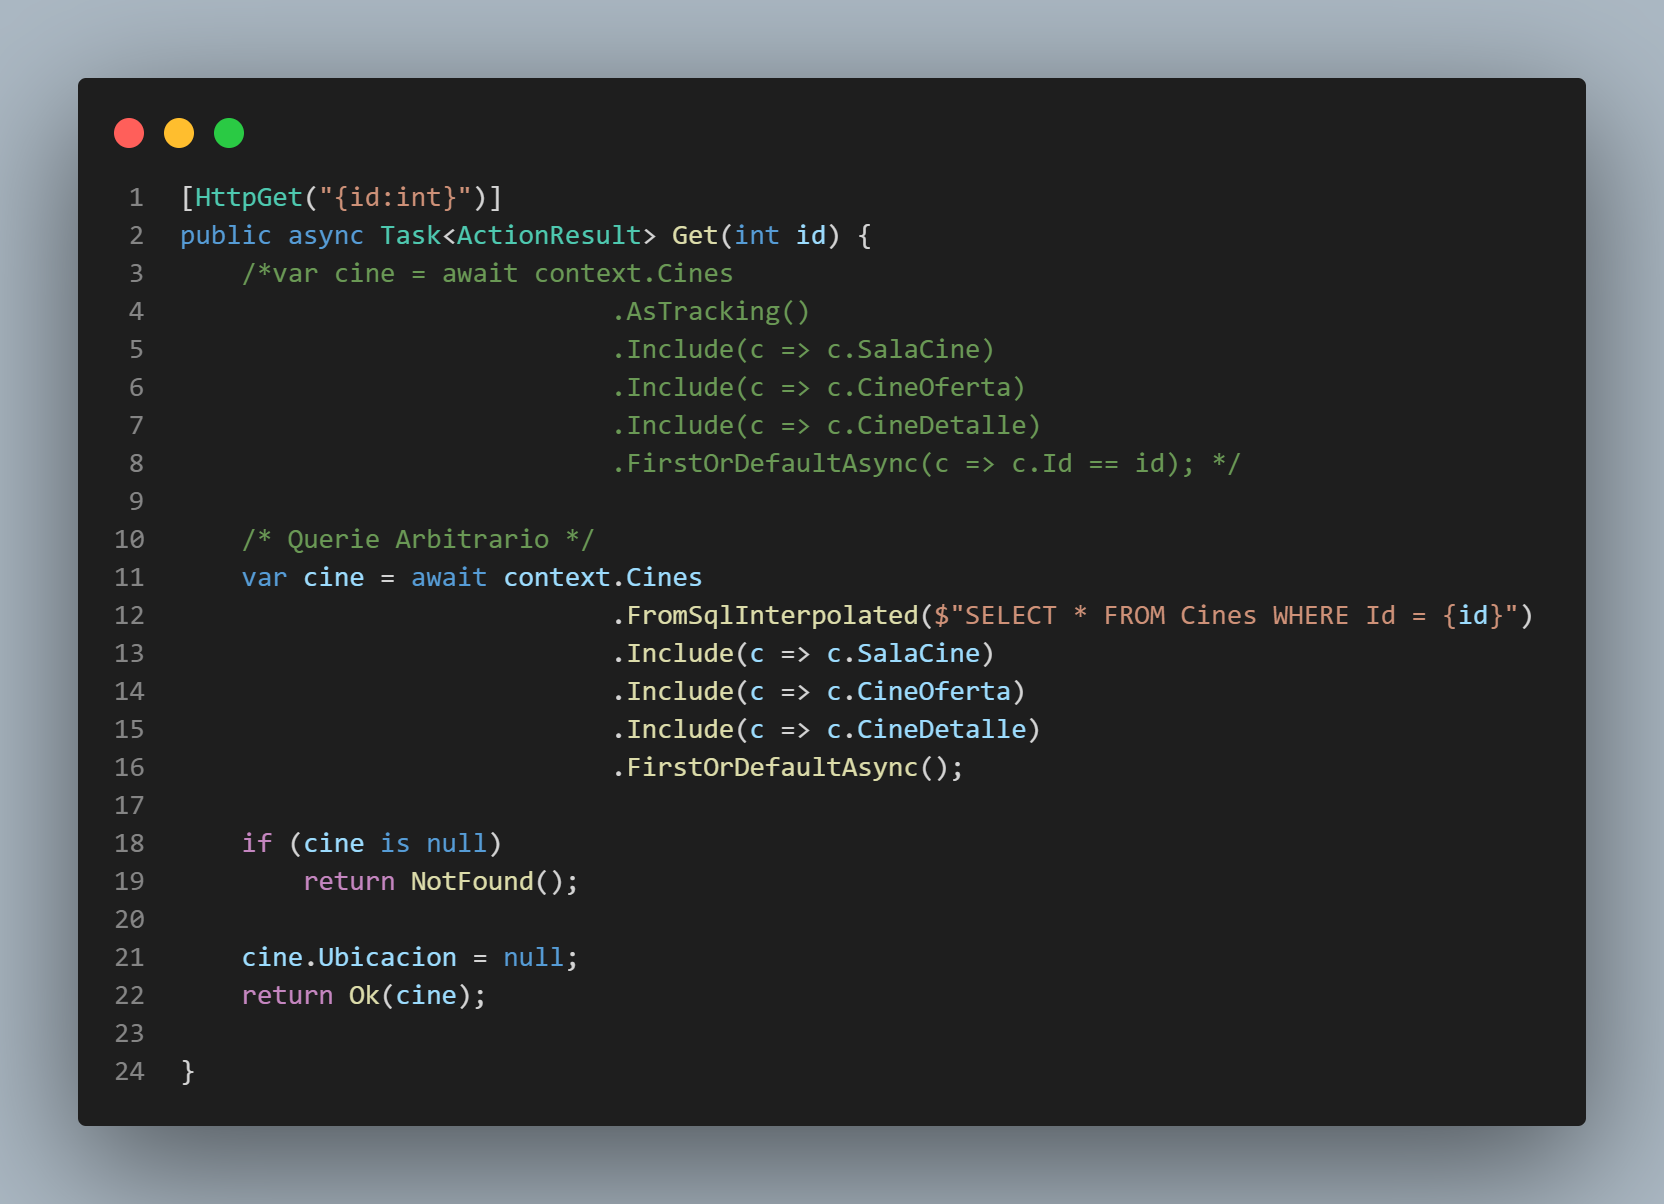 1 [HttpGet("{id:int}")]
2 public async Task<ActionResult> Get(int id) {
3 /*var cine = await context.Cines
4 .AsTracking()
5 .Include(c => c.SalaCine)
6 .Include(c => c.CineOferta)
7 .Include(c => c.CineDetalle)
8 .FirstOrDefaultAsync(c => c.Id == id); */
9
10 /* Querie Arbitrario */
11 var cine = await context.Cines
12 .FromSqlInterpolated($"SELECT * FROM Cines WHERE Id = {id}")
13 .Include(c => c.SalaCine)
14 .Include(c => c.CineOferta)
15 .Include(c => c.CineDetalle)
16 .FirstOrDefaultAsync();
17
18 if (cine is null)
19 return NotFound();
20
21 cine.Ubicacion = null;
22 return Ok(cine);
23
24 }